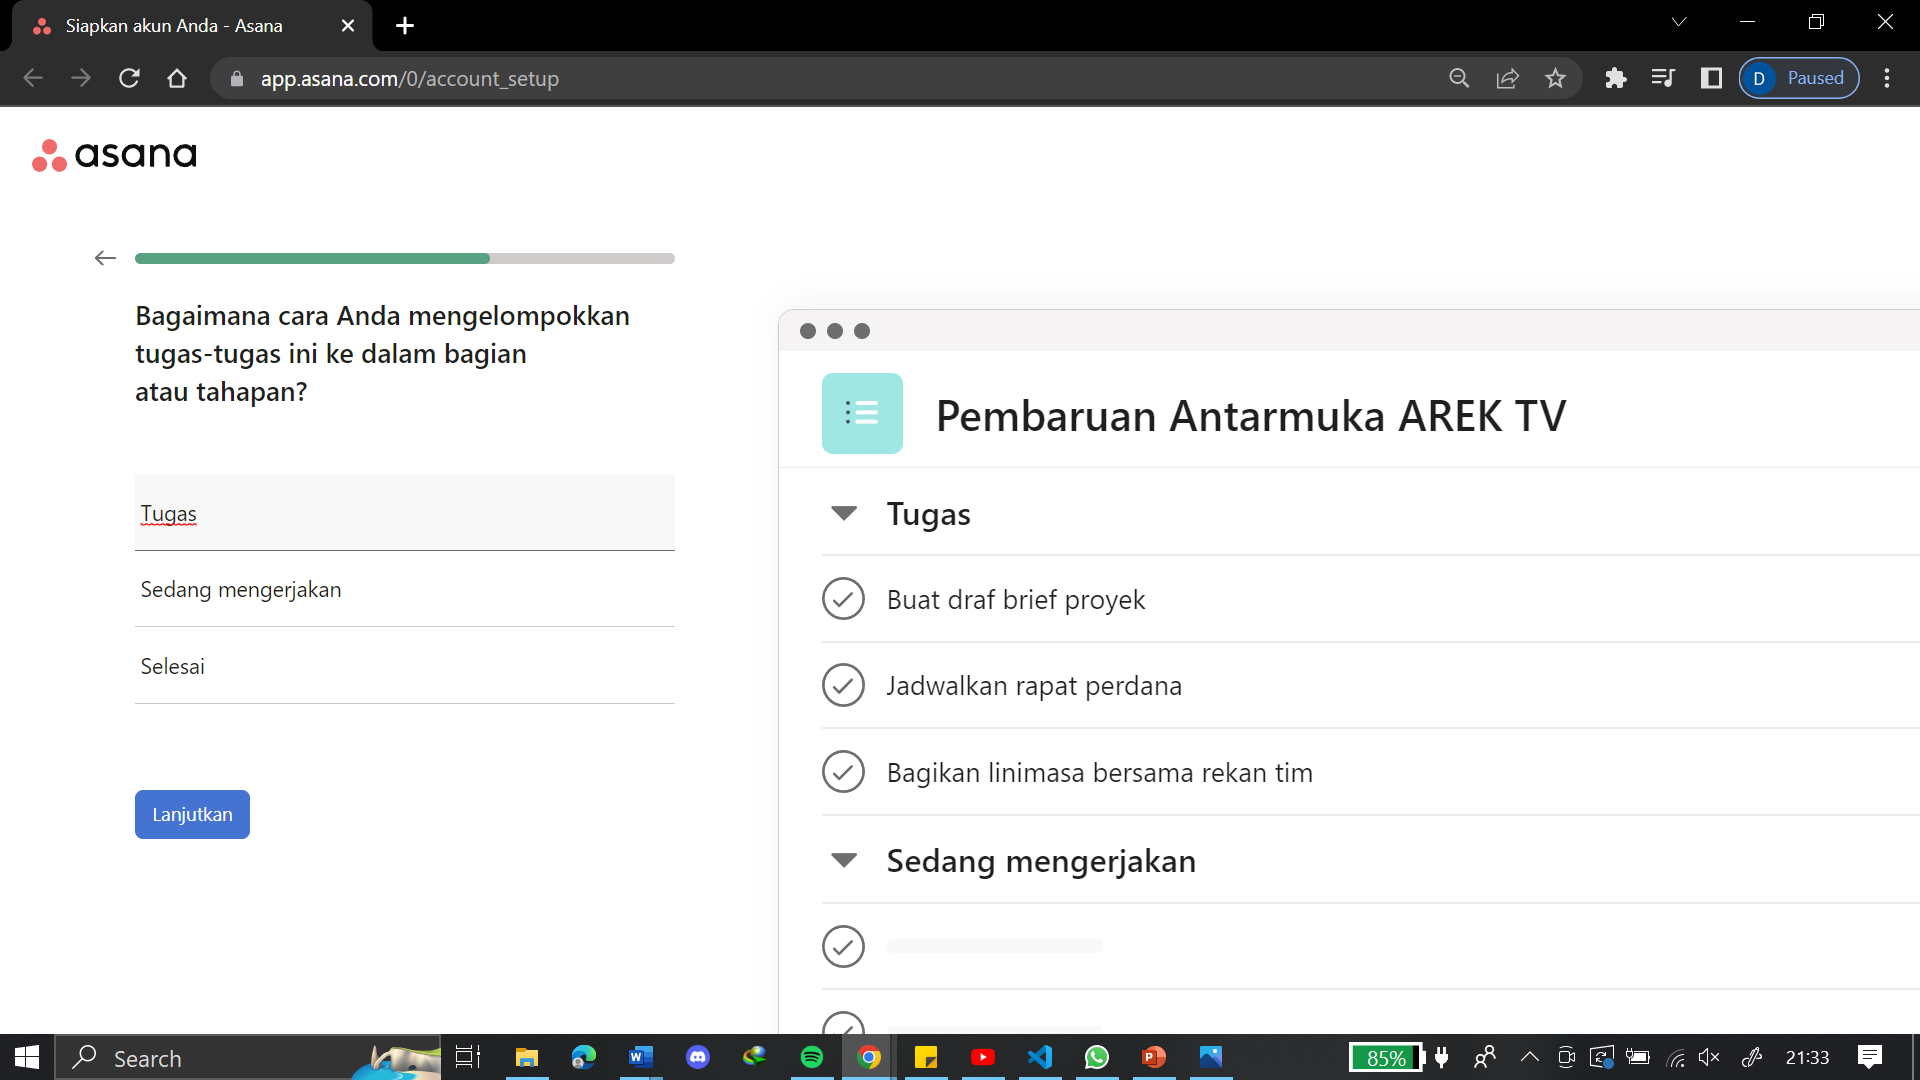 Siapkan akun Anda - Asana
app.asana.com/0/account_setup
D Paused
asana
Bagaimana cara Anda mengelompokkan
tugas-tugas ini ke dalam bagian
atau tahapan?
Tugas
Sedang mengerjakan
Selesai
Lanjutkan
Pembaruan Antarmuka AREK TV
Tugas
Buat draf brief proyek
Jadwalkan rapat perdana
Bagikan linimasa bersama rekan tim
Sedang mengerjakan
Search
85%
21:33